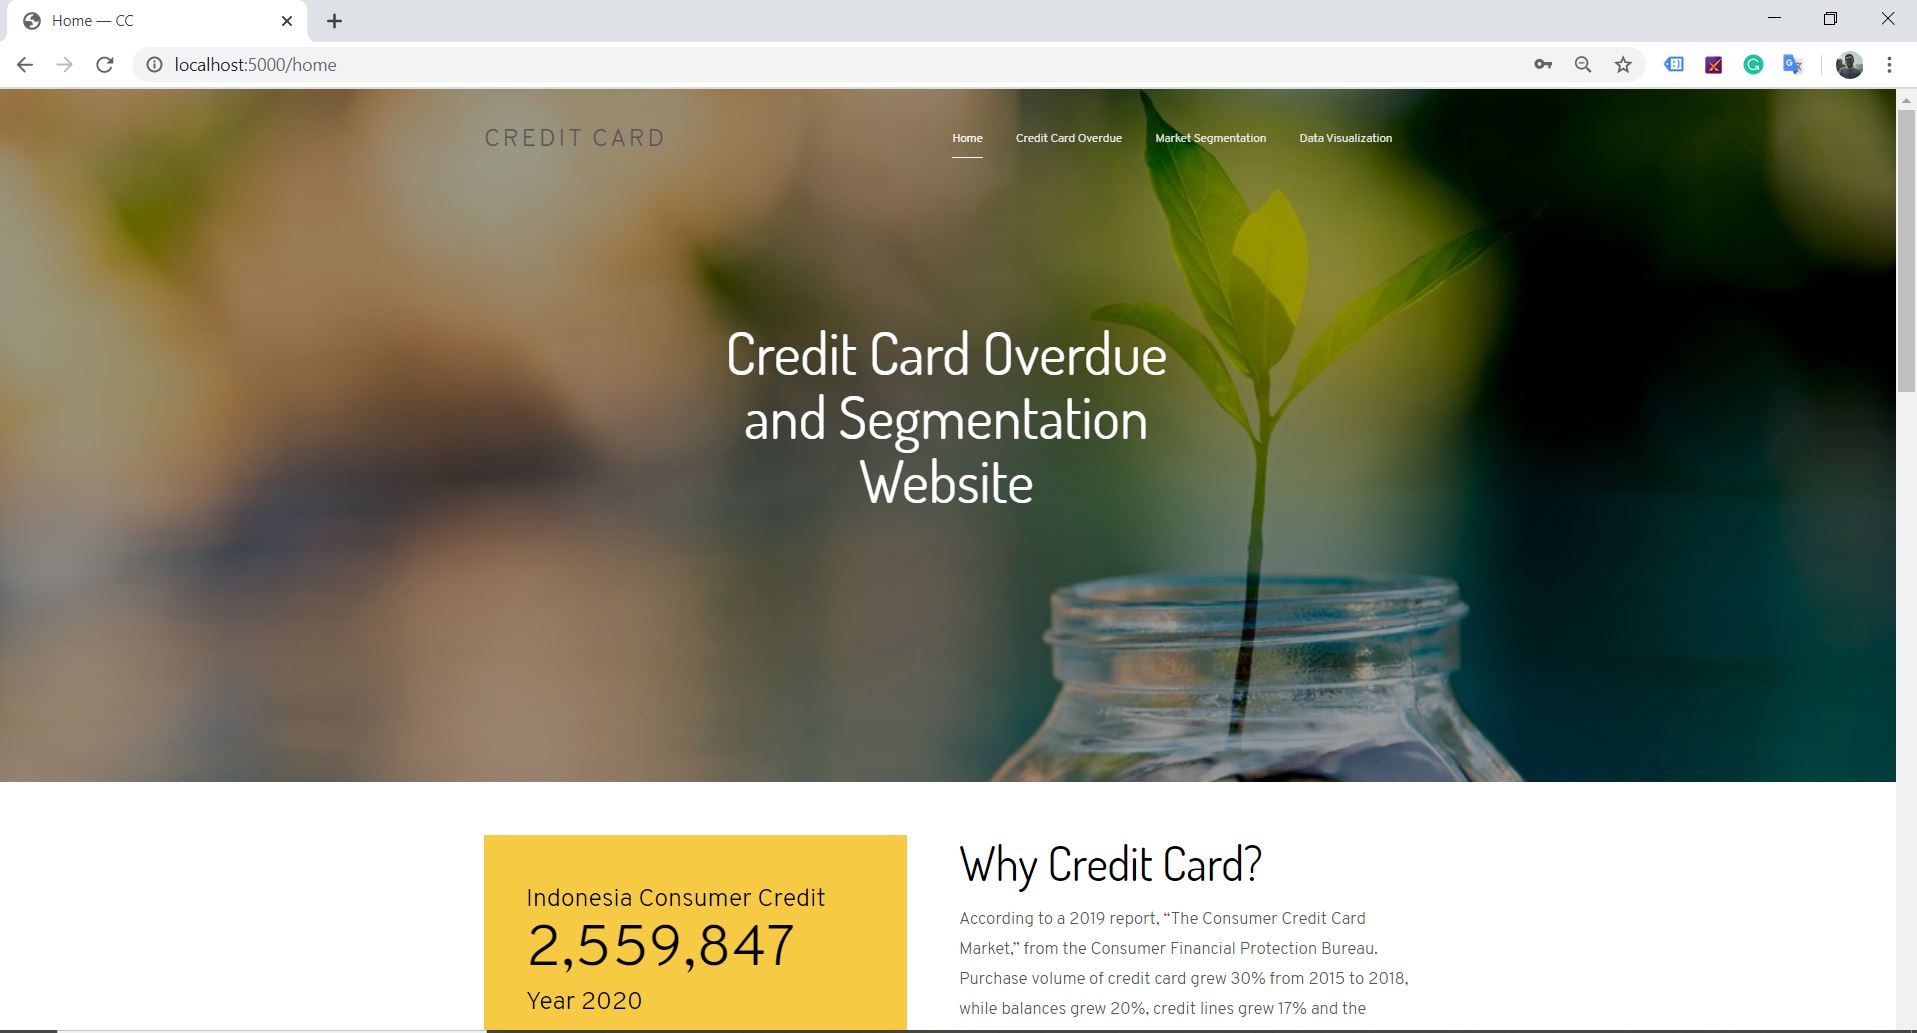 Home — CC
localhost:5000/home
CREDIT CARD
Home
Credit Card Overdue
Market Segmentation
Data Visualization
Credit Card Overdue
and Segmentation
Website
Indonesia Consumer Credit
2,559,847
Year 2020
Why Credit Card?
According to a 2019 report, “The Consumer Credit Card
Market,” from the Consumer Financial Protection Bureau.
Purchase volume of credit card grew 30% from 2015 to 2018,
while balances grew 20%, credit lines grew 17% and the